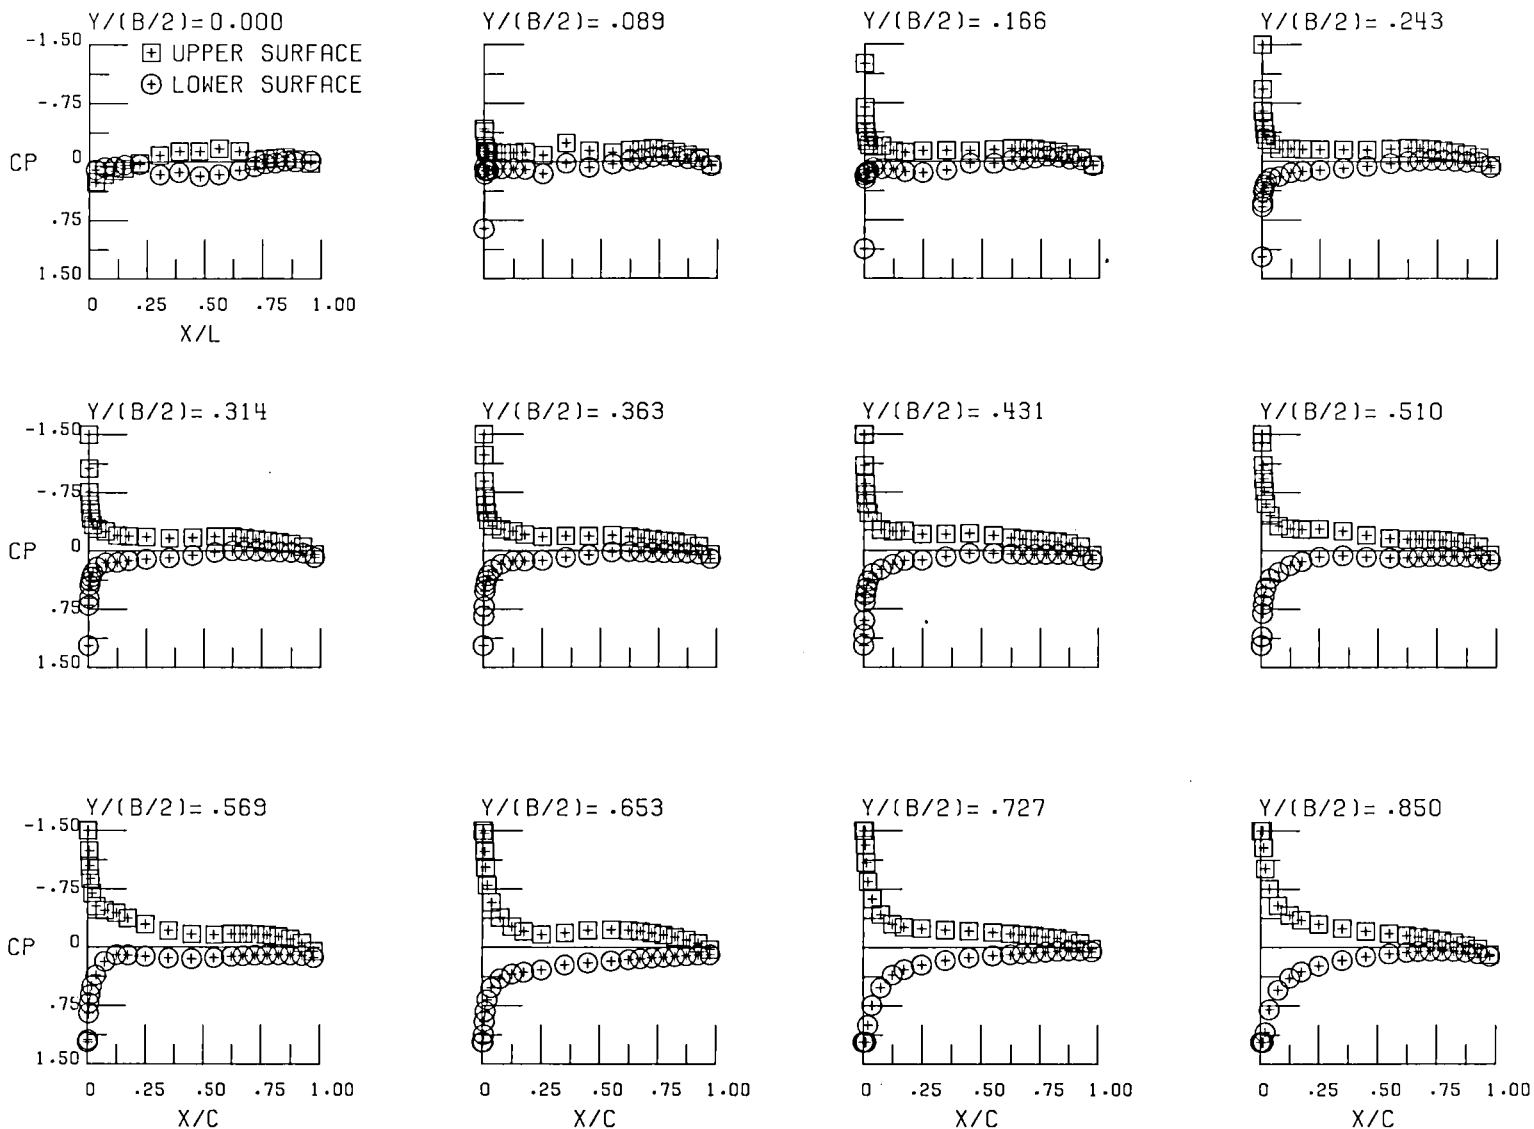 Y/(B/2)=0.000
-1.50
UPPER SURFACE
LOWER SURFACE
-.75
CP
0
.75
1.50
0 .25 .50 .75 1.00
X/L
Y/(B/2)= .089
Y/(B/2)= .166
Y/(B/2)= .243
Y/(B/2)= .314
-1.50
-.75
CP
0
.75
1.50
Y/(B/2)= .363
Y/(B/2)= .431
Y/(B/2)= .510
Y/(B/2)= .569
-1.50
-.75
CP
0
.75
1.50
0 .25 .50 .75 1.00
X/C
Y/(B/2)= .653
0 .25 .50 .75 1.00
X/C
Y/(B/2)= .727
0 .25 .50 .75 1.00
X/C
Y/(B/2)= .850
0 .25 .50 .75 1.00
X/C